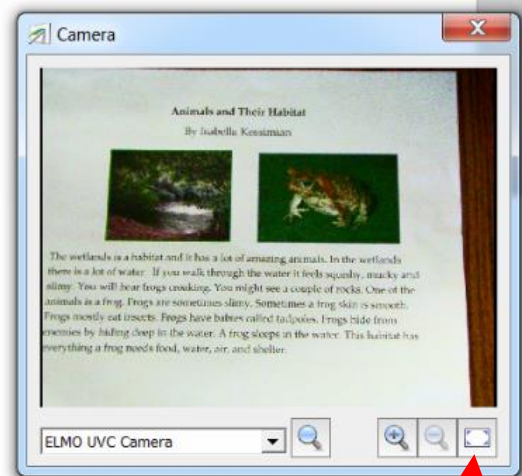 Camera
Animals and Their Habitat
By Isabella Kessimian
The wetlands is a habitat and it has a lot of amazing animals. In the wetlands
there is a lot of water. If you walk through the water it feels squashy, mucky and
slimy. You will hear frogs croaking. You might see a couple of rocks. One of the
animals is a frog. Frogs are sometimes slimy. Sometimes a frog skin is smooth.
Frogs mostly eat insects. Frogs have babies called tadpoles. Frogs hide from
enemies by hiding deep in the water. A frog sleeps in the water. This habitat has
everything a frog needs food, water, air, and shelter.
ELMO UVC Camera